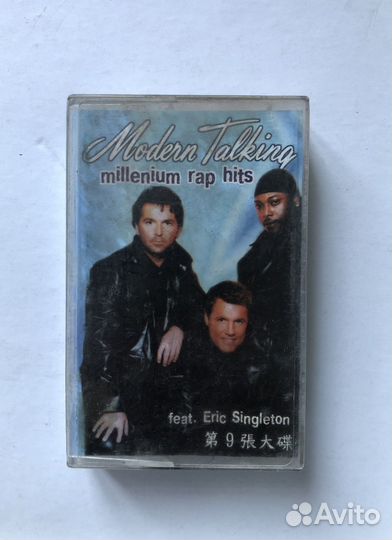 Modern Talking
millenium rap hits
feat. Eric Singleton
第9張大碟
Avito